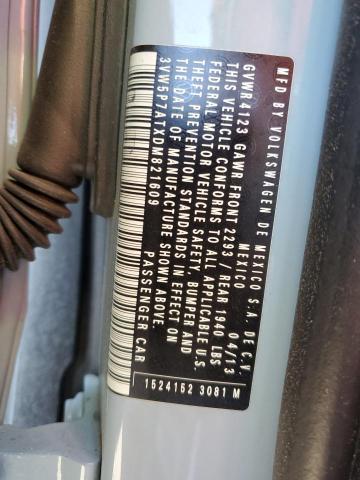 MFD BY VOLKSWAGEN DE MEXICO S.A. DE C.V.
MEXICO 04/13
GVWR 4123 GAWR FRONT 2293 / REAR 1940 LBS
THIS VEHICLE CONFORMS TO ALL APPLICABLE U.S.
FEDERAL MOTOR VEHICLE SAFETY, BUMPER AND
THEFT PREVENTION STANDARDS IN EFFECT ON
THE DATE OF MANUFACTURE SHOWN ABOVE.
3VW5P7ATXDM821609 PASSENGER CAR
1524152 3081 M